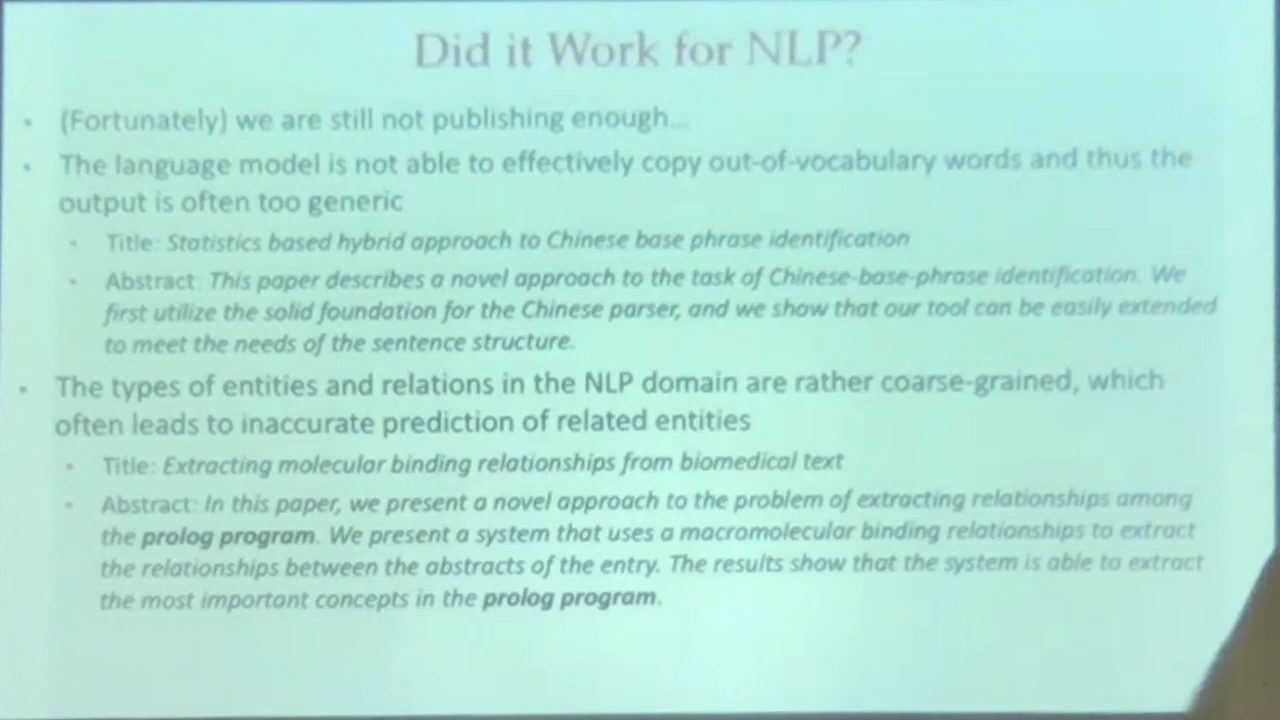 Did it Work for NLP?
• (Fortunately) we are still not publishing enough...
• The language model is not able to effectively copy out-of-vocabulary words and thus the
output is often too generic
• Title: Statistics based hybrid approach to Chinese base phrase identification
• Abstract: This paper describes a novel approach to the task of Chinese-base-phrase identification. We
first utilize the solid foundation for the Chinese parser, and we show that our tool can be easily extended
to meet the needs of the sentence structure.
• The types of entities and relations in the NLP domain are rather coarse-grained, which
often leads to inaccurate prediction of related entities
• Title: Extracting molecular binding relationships from biomedical text
• Abstract: In this paper, we present a novel approach to the problem of extracting relationships among
the prolog program. We present a system that uses a macromolecular binding relationships to extract
the relationships between the abstracts of the entry. The results show that the system is able to extract
the most important concepts in the prolog program.